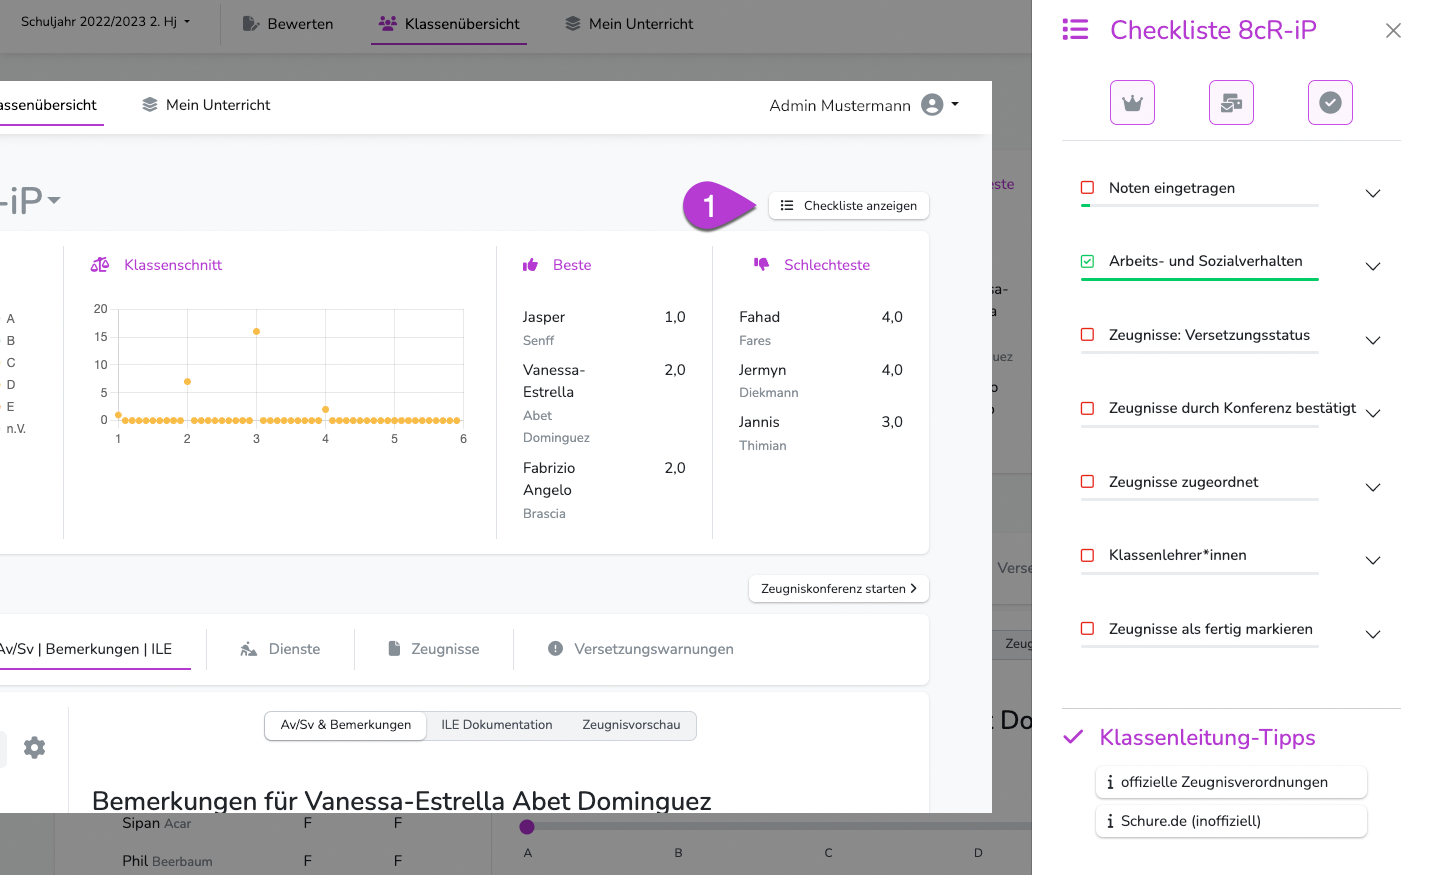 Schuljahr 2022/2023 2. Hj
Bewerten
Klassenübersicht
Mein Unterricht
assenübersicht
Mein Unterricht
Admin Mustermann
-iP
1
Checkliste anzeigen
A
B
C
D
E
n.V.
Klassenschnitt
20
15
10
5
0
1 2 3 4 5 6
Beste
Jasper 1,0
Senff
Vanessa- 2,0
Estrella
Abet
Dominguez
Fabrizio 2,0
Angelo
Brascia
Schlechteste
Fahad 4,0
Fares
Jermyn 4,0
Diekmann
Jannis 3,0
Thimian
este
sa-
a
uez
o
o
Zeugniskonferenz starten
Verse
Av/Sv | Bemerkungen | ILE
Dienste
Zeugnisse
Versetzungswarnungen
Zeug
Av/Sv & Bemerkungen
ILE Dokumentation
Zeugnisvorschau
t Do
Bemerkungen für Vanessa-Estrella Abet Dominguez
Sipan Acar F F
Phil Beerbaum F F
A B C D
Checkliste 8cR-iP
Noten eingetragen
Arbeits- und Sozialverhalten
Zeugnisse: Versetzungsstatus
Zeugnisse durch Konferenz bestätigt
Zeugnisse zugeordnet
Klassenlehrer*innen
Zeugnisse als fertig markieren
Klassenleitung-Tipps
offizielle Zeugnisverordnungen
Schure.de (inoffiziell)